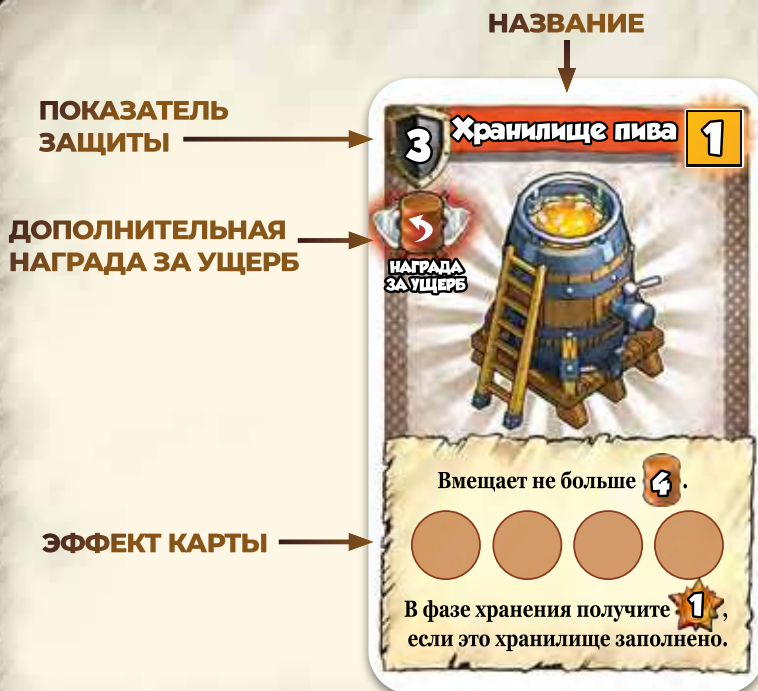 НАЗВАНИЕ
ПОКАЗАТЕЛЬ
ЗАЩИТЫ
3
Хранилище пива
1
ДОПОЛНИТЕЛЬНАЯ
НАГРАДА ЗА УЩЕРБ
НАГРАДА
ЗА УЩЕРБ
ЭФФЕКТ КАРТЫ
Вмещает не больше 4.
В фазе хранения получите 1,
если это хранилище заполнено.